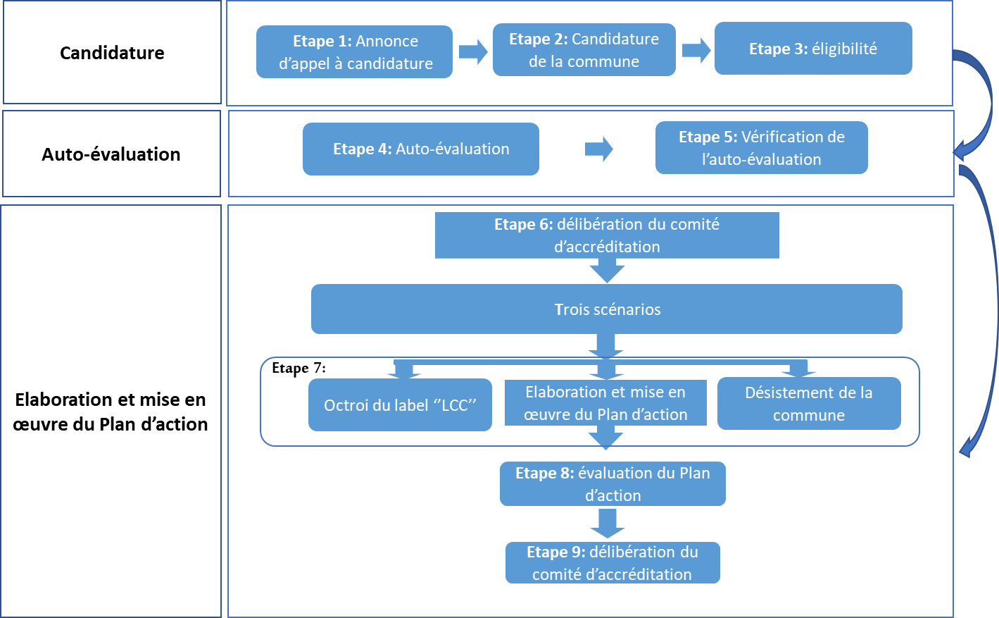 Candidature
Etape 1: Annonce
d’appel à candidature
Etape 2: Candidature
de la commune
Etape 3: éligibilité
Auto-évaluation
Etape 4: Auto-évaluation
Etape 5: Vérification de
l’auto-évaluation
Elaboration et mise en
œuvre du Plan d’action
Etape 6: délibération du comité
d’accréditation
Trois scénarios
Etape 7:
Octroi du label ‘’LCC’’
Elaboration et mise en
œuvre du Plan d’action
Désistement de la
commune
Etape 8: évaluation du Plan
d’action
Etape 9: délibération du
comité d’accréditation